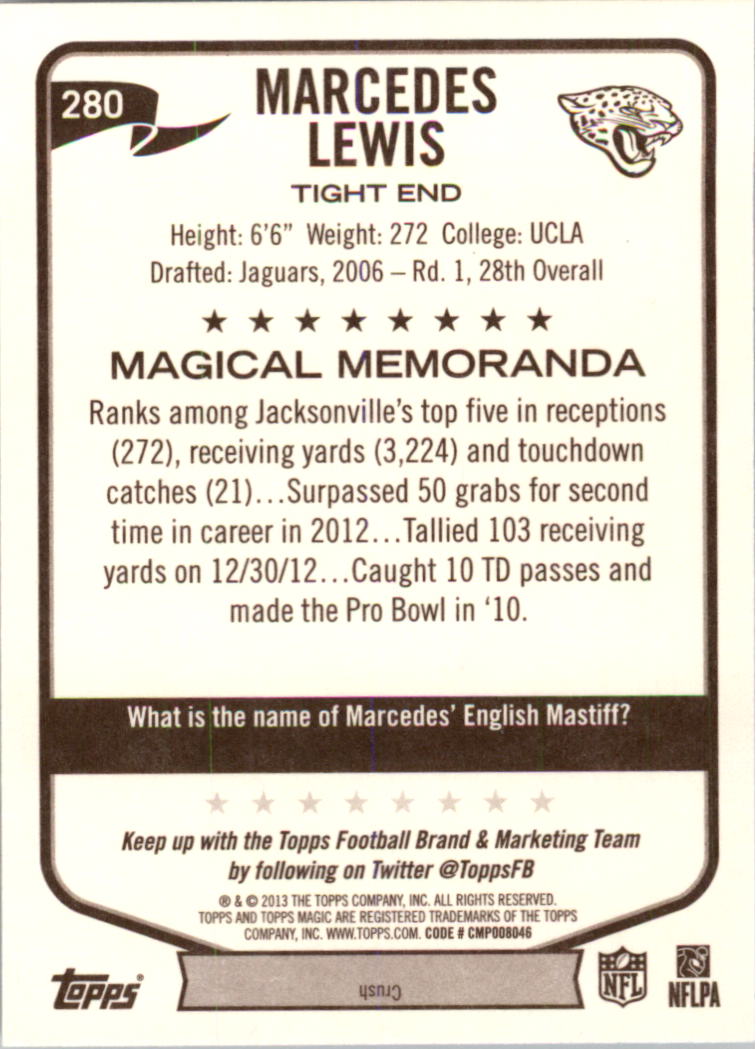 280
MARCEDES
LEWIS
TIGHT END
Height: 6'6” Weight: 272 College: UCLA
Drafted: Jaguars, 2006 – Rd. 1, 28th Overall
MAGICAL MEMORANDA
Ranks among Jacksonville's top five in receptions
(272), receiving yards (3,224) and touchdown
catches (21)...Surpassed 50 grabs for second
time in career in 2012...Tallied 103 receiving
yards on 12/30/12...Caught 10 TD passes and
made the Pro Bowl in ‘10.
What is the name of Marcedes' English Mastiff?
Keep up with the Topps Football Brand & Marketing Team
by following on Twitter @ToppsFB
® & © 2013 THE TOPPS COMPANY, INC. ALL RIGHTS RESERVED.
TOPPS AND TOPPS MAGIC ARE REGISTERED TRADEMARKS OF THE TOPPS
COMPANY, INC. WWW.TOPPS.COM. CODE # CMP008046
Topps®
Crush
NFL
NFLPA